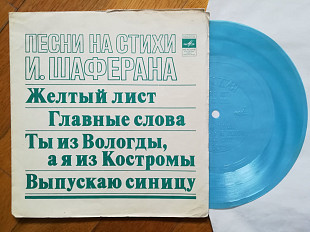 ПЕСНИ НА СТИХИ
И. ШАФЕРАНА
Желтый лист
Главные слова
Ты из Вологды,
а я из Костромы
Выпускаю синицу